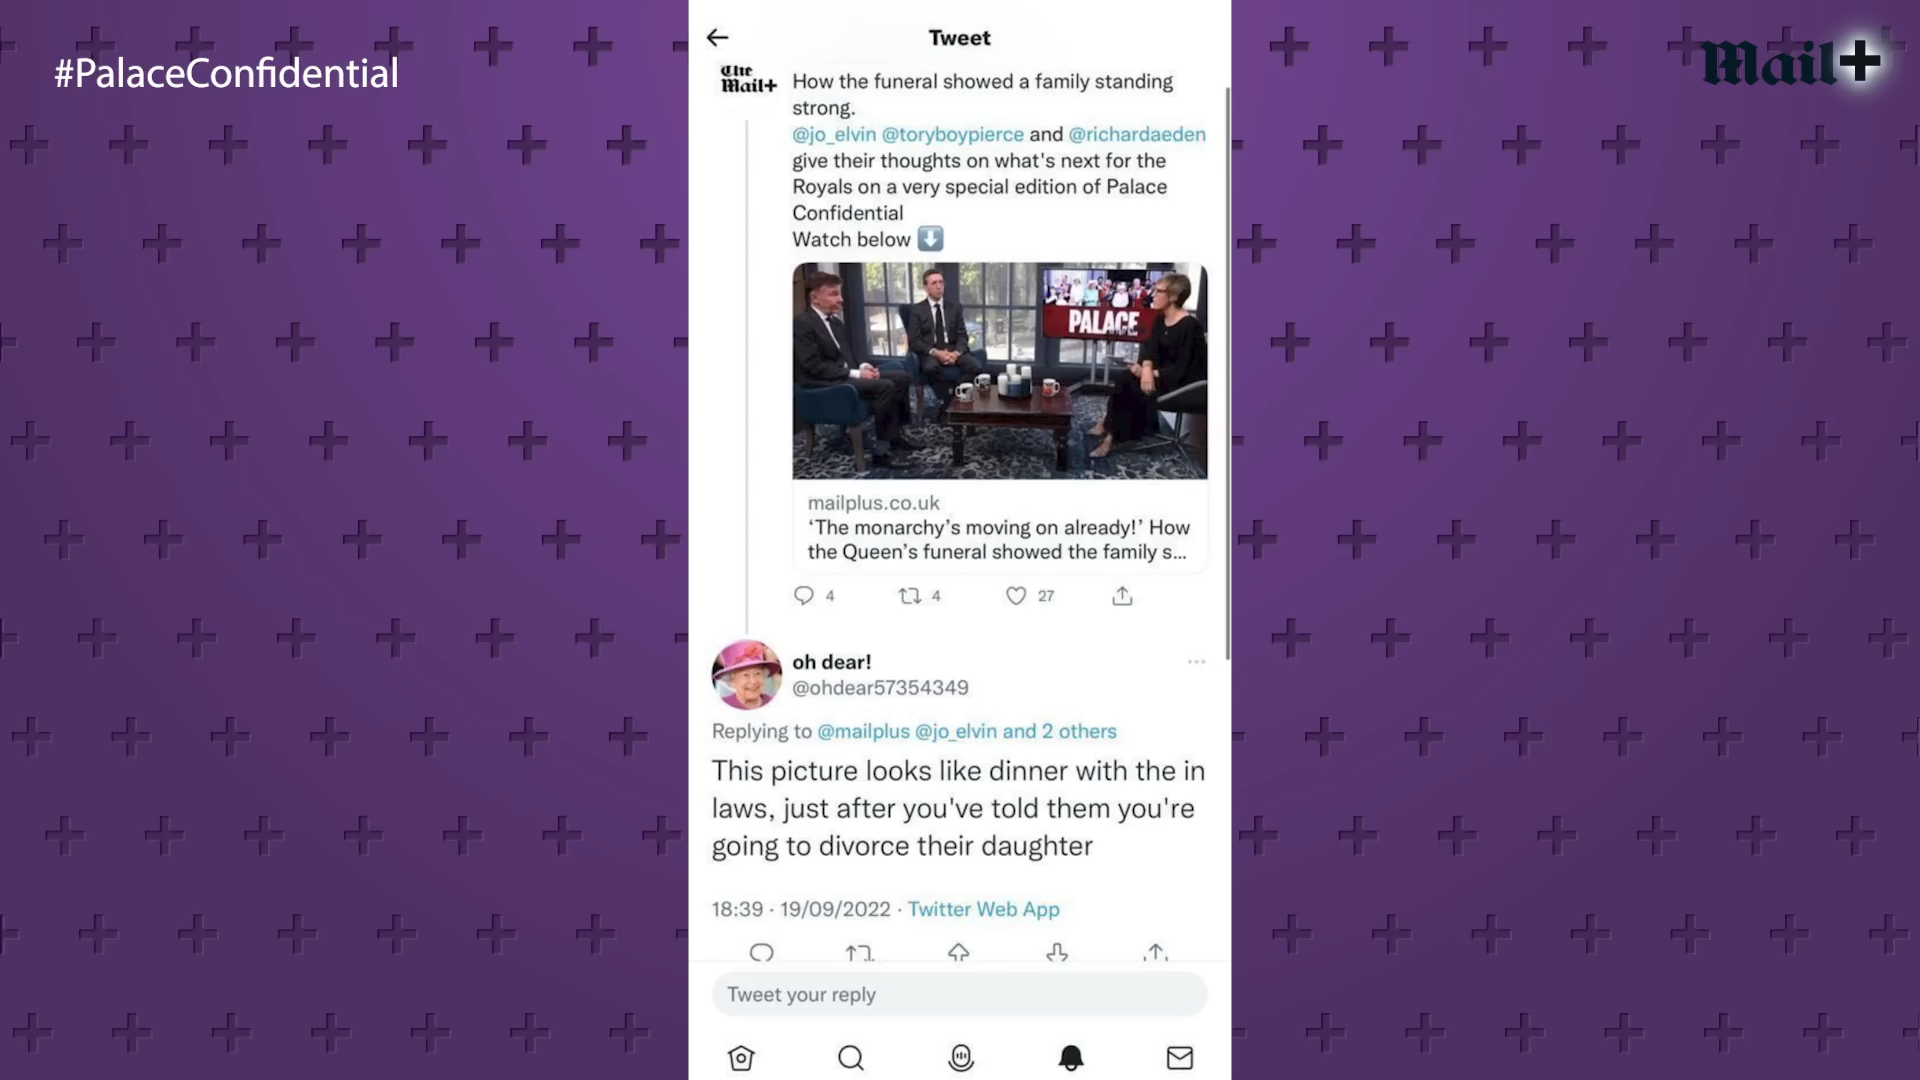 #PalaceConfidential
Mail+
Tweet
The
Mail+
How the funeral showed a family standing
strong.
@jo_elvin @toryboypierce and @richardaeden
give their thoughts on what's next for the
Royals on a very special edition of Palace
Confidential
Watch below
PALACE
mailplus.co.uk
‘The monarchy’s moving on already!’ How
the Queen’s funeral showed the family s...
4 4 27
oh dear!
@ohdear57354349
Replying to @mailplus @jo_elvin and 2 others
This picture looks like dinner with the in
laws, just after you've told them you're
going to divorce their daughter
18:39 · 19/09/2022 · Twitter Web App
Tweet your reply